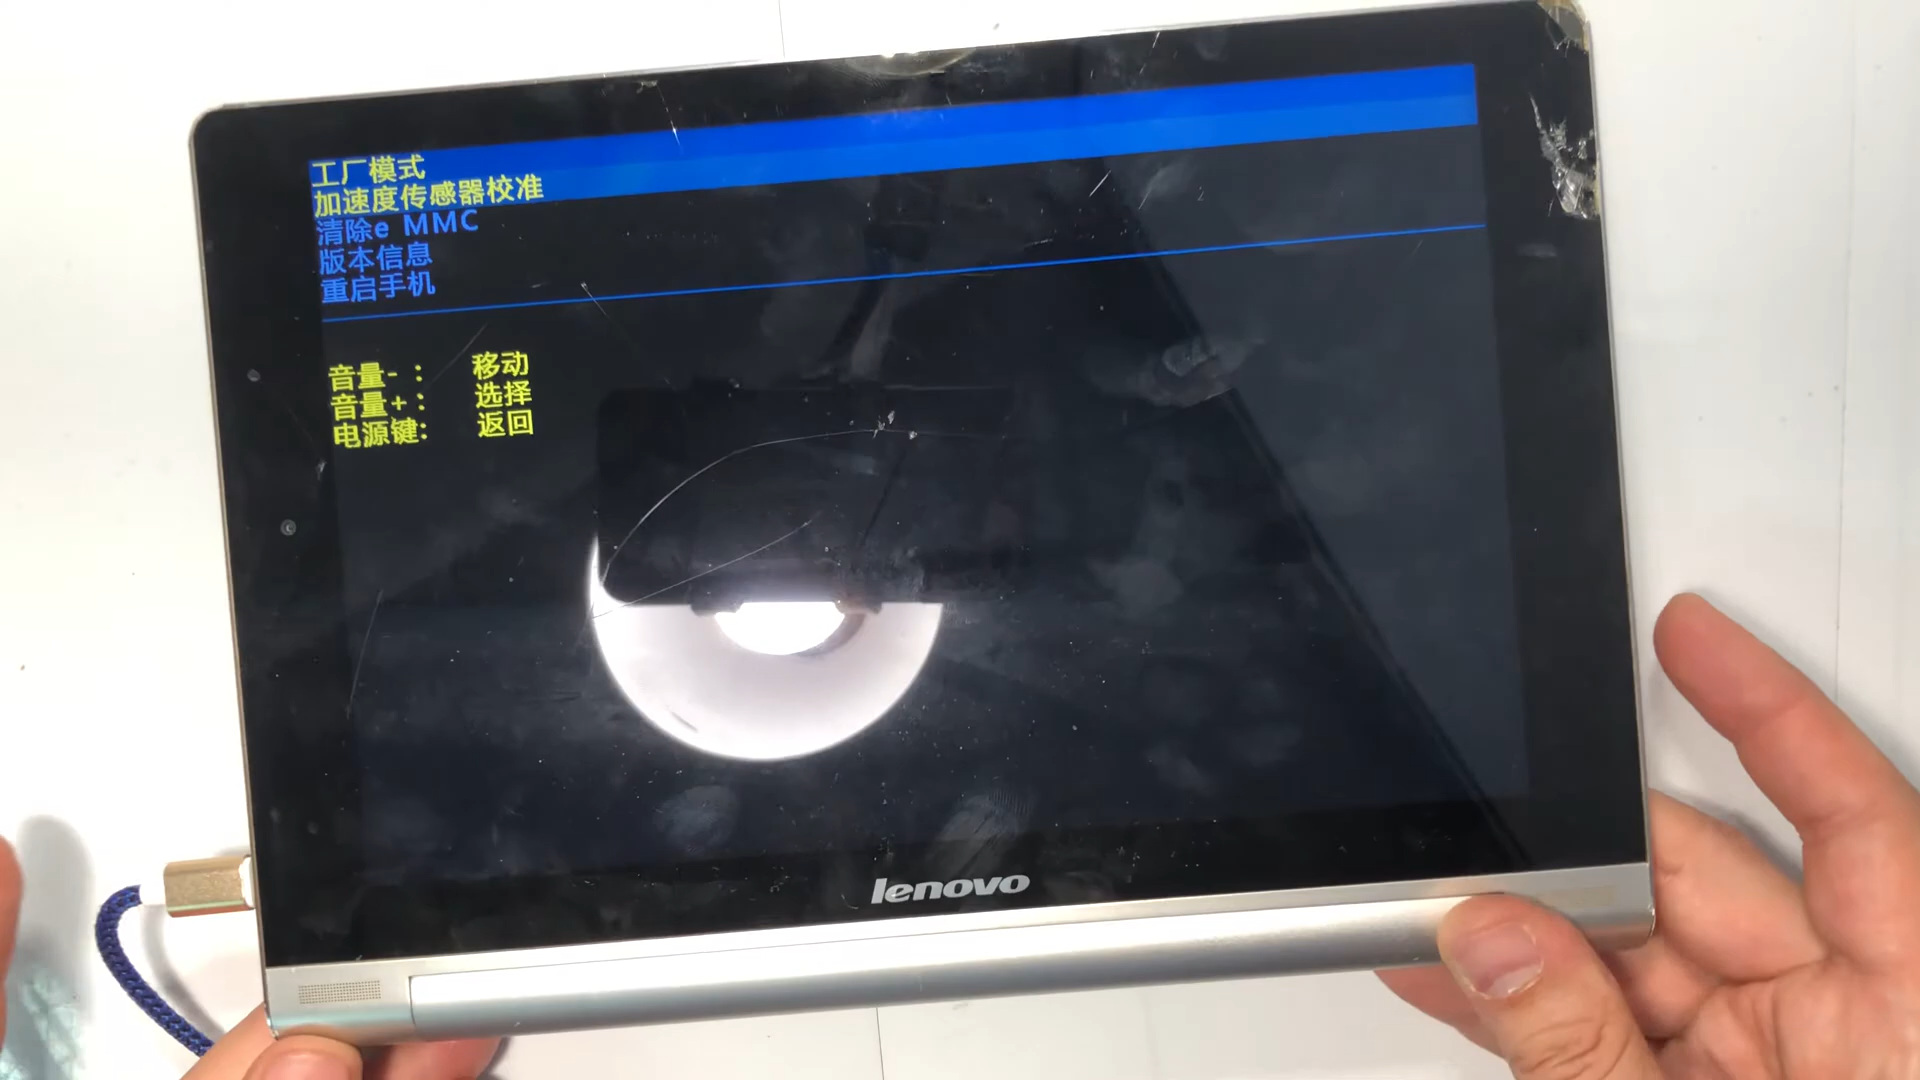 工厂模式
加速度传感器校准
清除e MMC
版本信息
重启手机
音量- : 移动
音量+ : 选择
电源键: 返回
lenovo